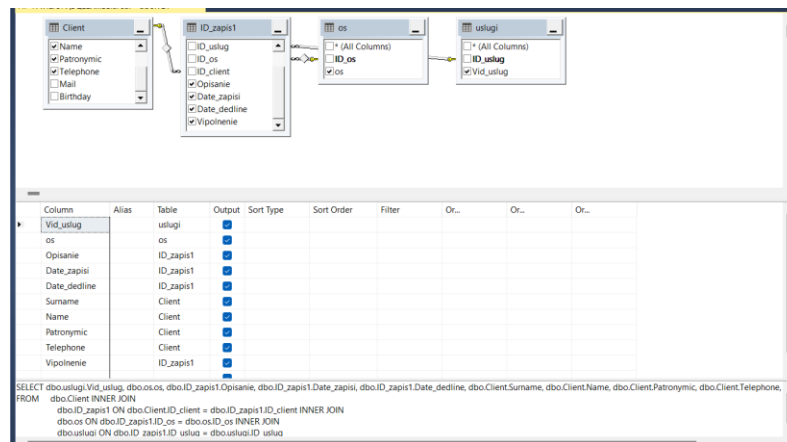 Client
ID_zapis1
os
uslugi
Name
Patronymic
Telephone
Mail
Birthday
ID_uslug
ID_os
ID_client
Opisanie
Date_zapisi
Date_dedline
Vipolnenie
* (All Columns)
ID_os
os
* (All Columns)
ID_uslug
Vid_uslug
Column Alias Table Output Sort Type Sort Order Filter Or... Or... Or...
Vid_uslug uslugi
os os
Opisanie ID_zapis1
Date_zapisi ID_zapis1
Date_dedline ID_zapis1
Surname Client
Name Client
Patronymic Client
Telephone Client
Vipolnenie ID_zapis1
SELECT dbo.uslugi.Vid_uslug, dbo.os.os, dbo.ID_zapis1.Opisanie, dbo.ID_zapis1.Date_zapisi, dbo.ID_zapis1.Date_dedline, dbo.Client.Surname, dbo.Client.Name, dbo.Client.Patronymic, dbo.Client.Telephone,
FROM dbo.Client INNER JOIN
dbo.ID_zapis1 ON dbo.Client.ID_client = dbo.ID_zapis1.ID_client INNER JOIN
dbo.os ON dbo.ID_zapis1.ID_os = dbo.os.ID_os INNER JOIN
dbo.uslugi ON dbo.ID_zapis1.ID_uslug = dbo.uslugi.ID_uslug